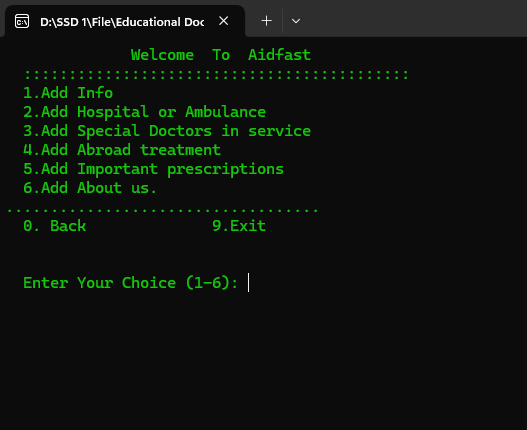 D:\SSD 1\File\Educational Doc
Welcome To Aidfast
::::::::::::::::::::::::::::::::::::::::::::
1.Add Info
2.Add Hospital or Ambulance
3.Add Special Doctors in service
4.Add Abroad treatment
5.Add Important prescriptions
6.Add About us.
...................................
0. Back 9.Exit
Enter Your Choice (1-6):